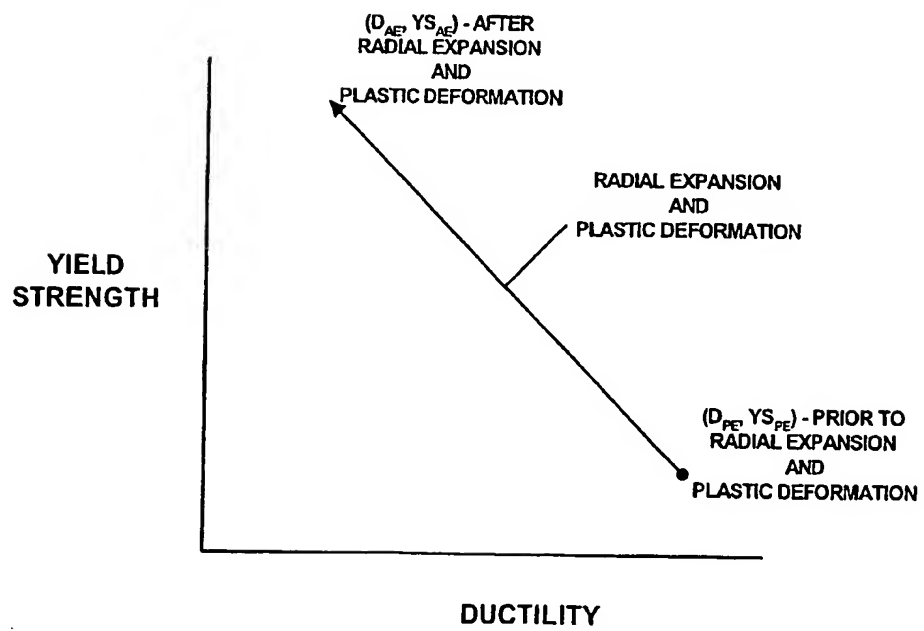 (D_AE, YS_AE) - AFTER
RADIAL EXPANSION
AND
PLASTIC DEFORMATION
RADIAL EXPANSION
AND
PLASTIC DEFORMATION
YIELD
STRENGTH
(D_PE, YS_PE) - PRIOR TO
RADIAL EXPANSION
AND
PLASTIC DEFORMATION
DUCTILITY